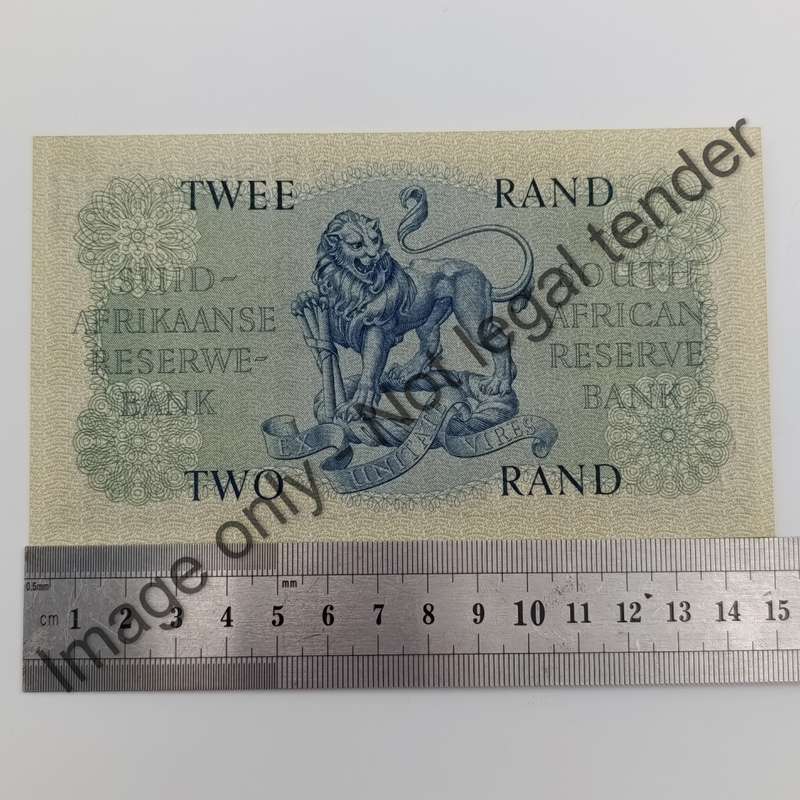 TWEE RAND
SUID-
AFRIKAANSE
RESERWE-
BANK
SOUTH
AFRICAN
RESERVE
BANK
EX UNITATE VIRES
TWO RAND
Image only - Not legal tender
0.5mm
mm
cm 1 2 3 4 5 6 7 8 9 10 11 12 13 14 15